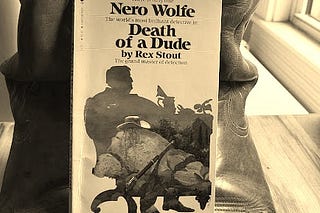 Nero Wolfe
The world's most brilliant detective in
Death
of a Dude
by Rex Stout
The grand master of detection